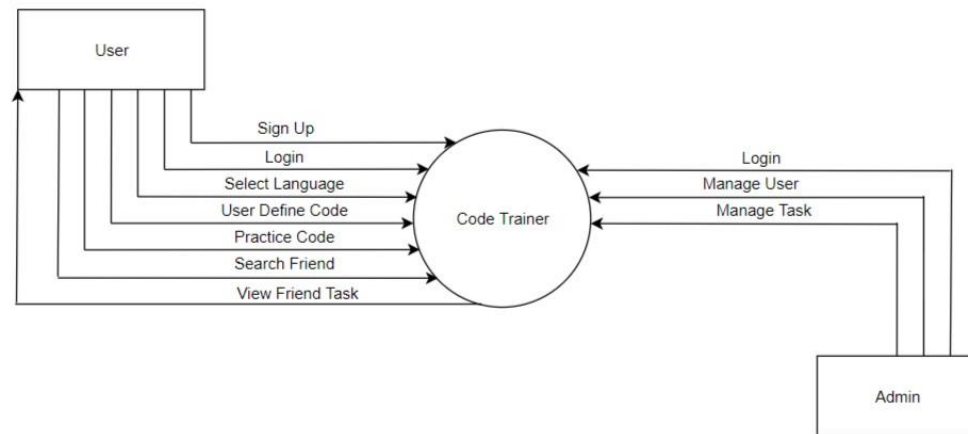 User
Sign Up
Login
Select Language
User Define Code
Practice Code
Search Friend
View Friend Task
Code Trainer
Login
Manage User
Manage Task
Admin